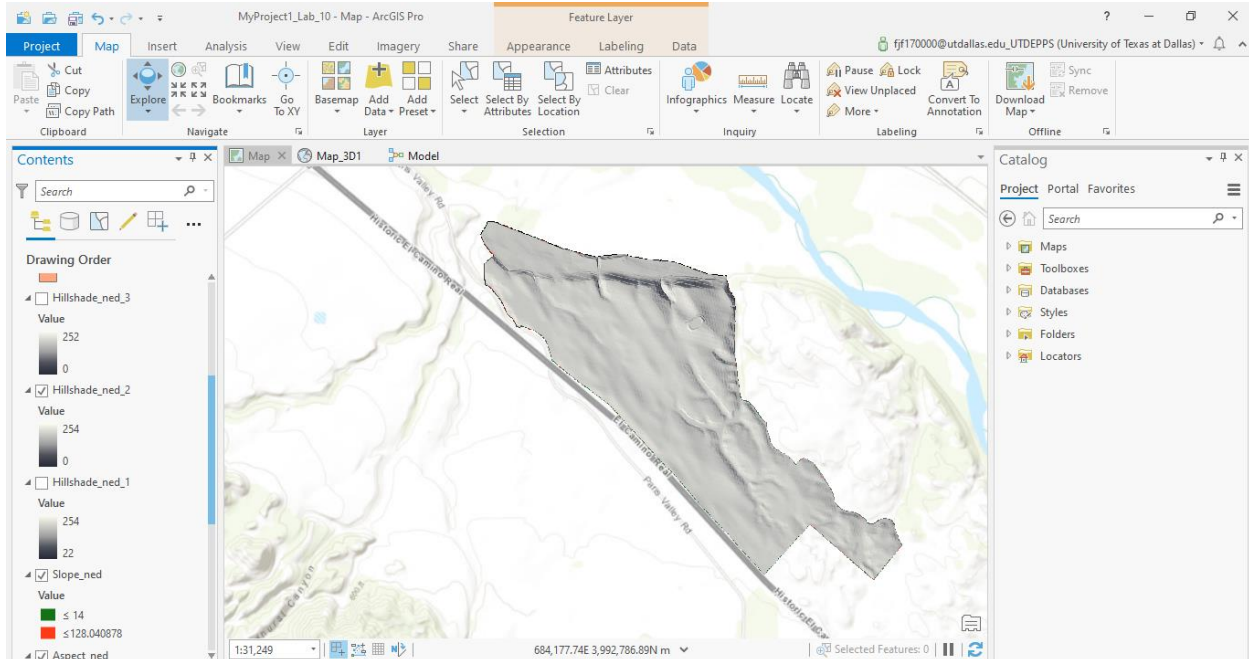 MyProject1_Lab_10 - Map - ArcGIS Pro
Feature Layer
?
Project Map Insert Analysis View Edit Imagery Share Appearance Labeling Data
fjf170000@utdallas.edu_UTDEPPS (University of Texas at Dallas)
Paste
Cut
Copy
Copy Path
Clipboard
Explore
Bookmarks
Go To XY
Navigate
Basemap
Add Data
Add Preset
Layer
Select
Select By Attributes
Select By Location
Attributes
Clear
Selection
Infographics
Measure
Locate
Inquiry
Pause
Lock
View Unplaced
More
Convert To Annotation
Labeling
Download Map
Sync
Remove
Offline
Contents
Search
Drawing Order
Hillshade_ned_3
Value
252
0
Hillshade_ned_2
Value
254
0
Hillshade_ned_1
Value
254
22
Slope_ned
Value
≤ 14
≤128.040878
Aspect_ned
Map
Map_3D1
Model
Valley Rd
Historic El Camino Real
El Camino Real
Paris Valley Rd
Canyon
1:31,249
684,177.74E 3,992,786.89N m
Selected Features: 0
Catalog
Project Portal Favorites
Search
Maps
Toolboxes
Databases
Styles
Folders
Locators